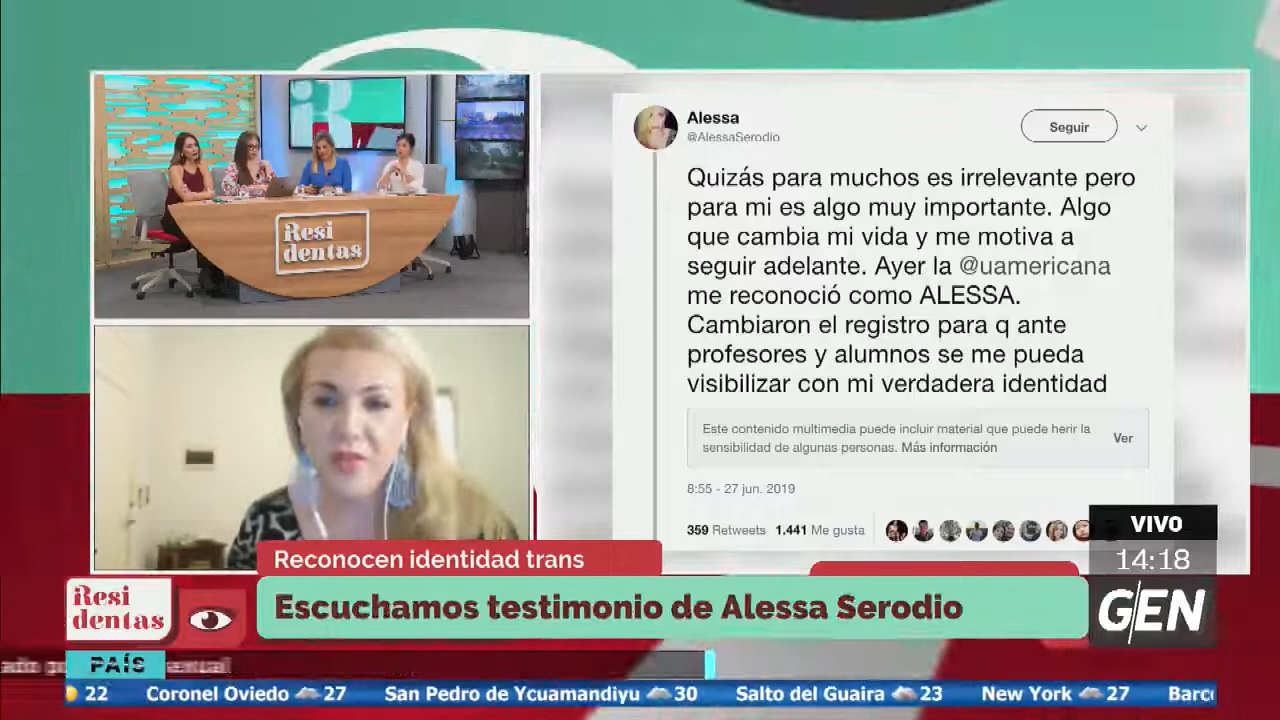 Resi
dentas
Alessa
@AlessaSerodio
Seguir
Quizás para muchos es irrelevante pero
para mi es algo muy importante. Algo
que cambia mi vida y me motiva a
seguir adelante. Ayer la @uamericana
me reconoció como ALESSA.
Cambiaron el registro para q ante
profesores y alumnos se me pueda
visibilizar con mi verdadera identidad
Este contenido multimedia puede incluir material que puede herir la
sensibilidad de algunas personas. Más información
Ver
8:55 - 27 jun. 2019
359 Retweets 1.441 Me gusta
VIVO
14:18
GEN
Reconocen identidad trans
Resi
dentas
Escuchamos testimonio de Alessa Serodio
PAÍS
22 Coronel Oviedo 27 San Pedro de Ycuamandiyu 30 Salto del Guaira 23 New York 27 Barc